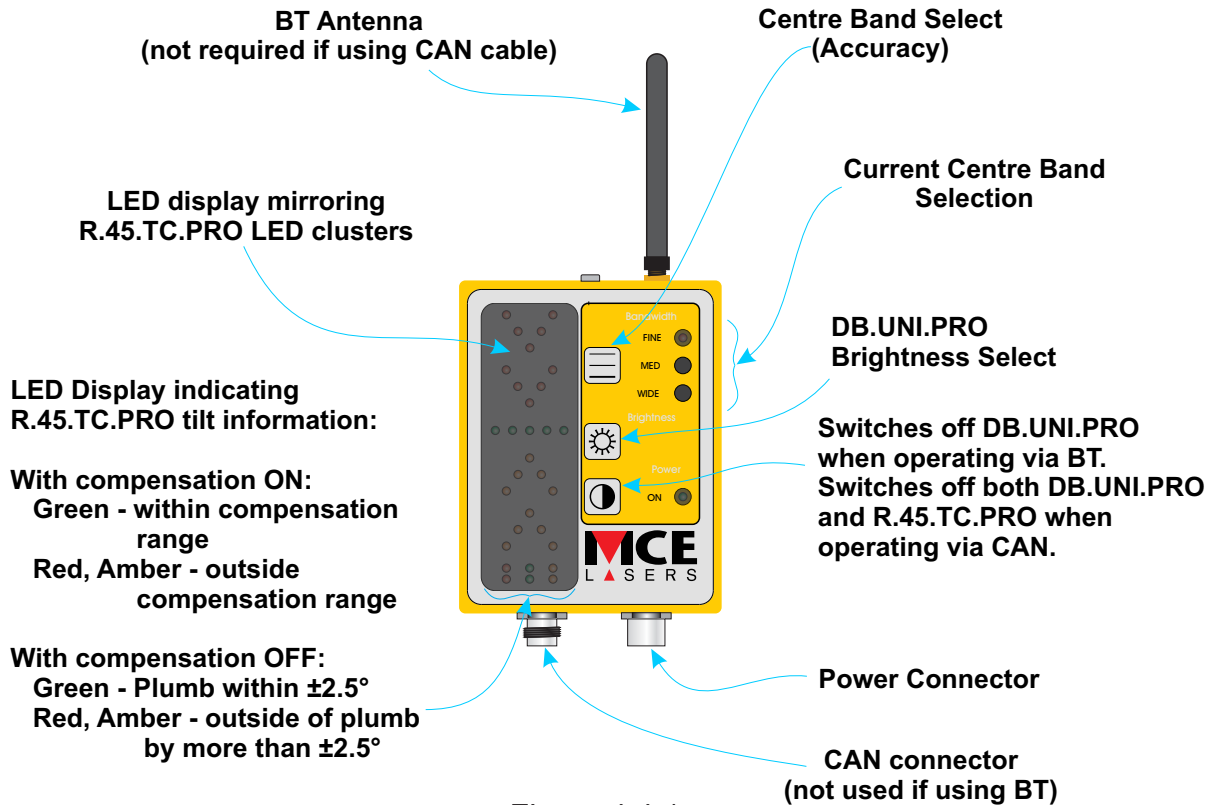 BT Antenna
(not required if using CAN cable)
Centre Band Select
(Accuracy)
Current Centre Band
Selection
LED display mirroring
R.45.TC.PRO LED clusters
DB.UNI.PRO
Brightness Select
LED Display indicating
R.45.TC.PRO tilt information:
With compensation ON:
Green - within compensation
range
Red, Amber - outside
compensation range
With compensation OFF:
Green - Plumb within ±2.5°
Red, Amber - outside of plumb
by more than ±2.5°
Switches off DB.UNI.PRO
when operating via BT.
Switches off both DB.UNI.PRO
and R.45.TC.PRO when
operating via CAN.
Power Connector
CAN connector
(not used if using BT)
Bandwidth
FINE
MED
WIDE
Brightness
Power
ON
MCE
LASERS